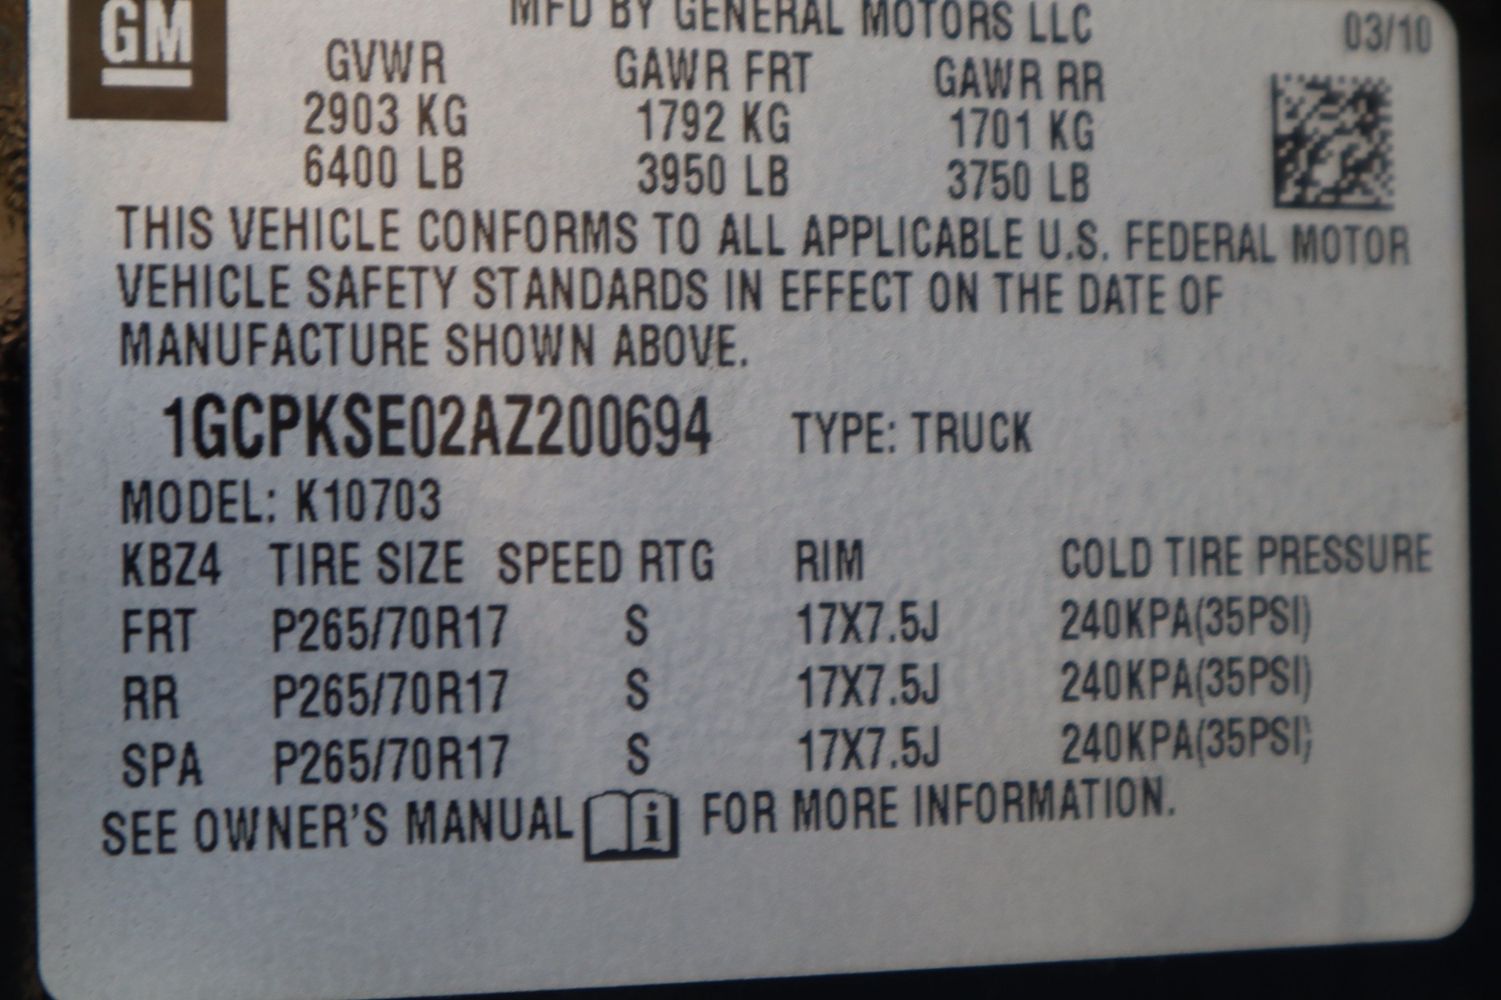 GM
MFD BY GENERAL MOTORS LLC 03/10
GVWR GAWR FRT GAWR RR
2903 KG 1792 KG 1701 KG
6400 LB 3950 LB 3750 LB
THIS VEHICLE CONFORMS TO ALL APPLICABLE U.S. FEDERAL MOTOR
VEHICLE SAFETY STANDARDS IN EFFECT ON THE DATE OF
MANUFACTURE SHOWN ABOVE.
1GCPKSE02AZ200694 TYPE: TRUCK
MODEL: K10703
KBZ4 TIRE SIZE SPEED RTG RIM COLD TIRE PRESSURE
FRT P265/70R17 S 17X7.5J 240KPA(35PSI)
RR P265/70R17 S 17X7.5J 240KPA(35PSI)
SPA P265/70R17 S 17X7.5J 240KPA(35PSI)
SEE OWNER'S MANUAL i FOR MORE INFORMATION.